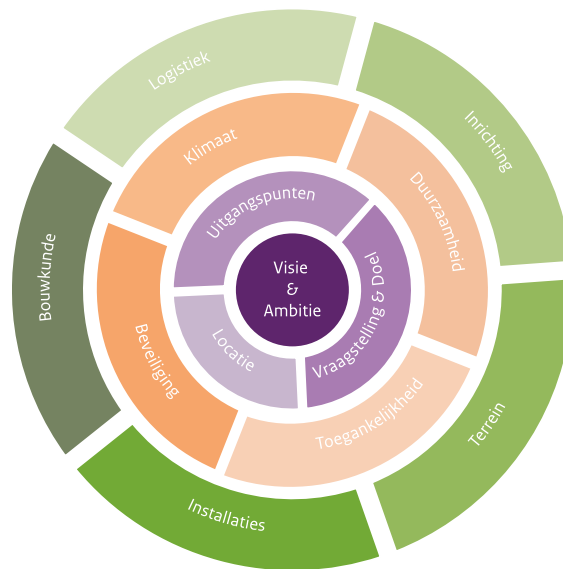 Logistiek
Inrichting
Klimaat
Duurzaamheid
Uitgangspunten
Visie
&
Ambitie
Vraagstelling & Doel
Locatie
Bouwkunde
Beveiliging
Toegankelijkheid
Terrein
Installaties